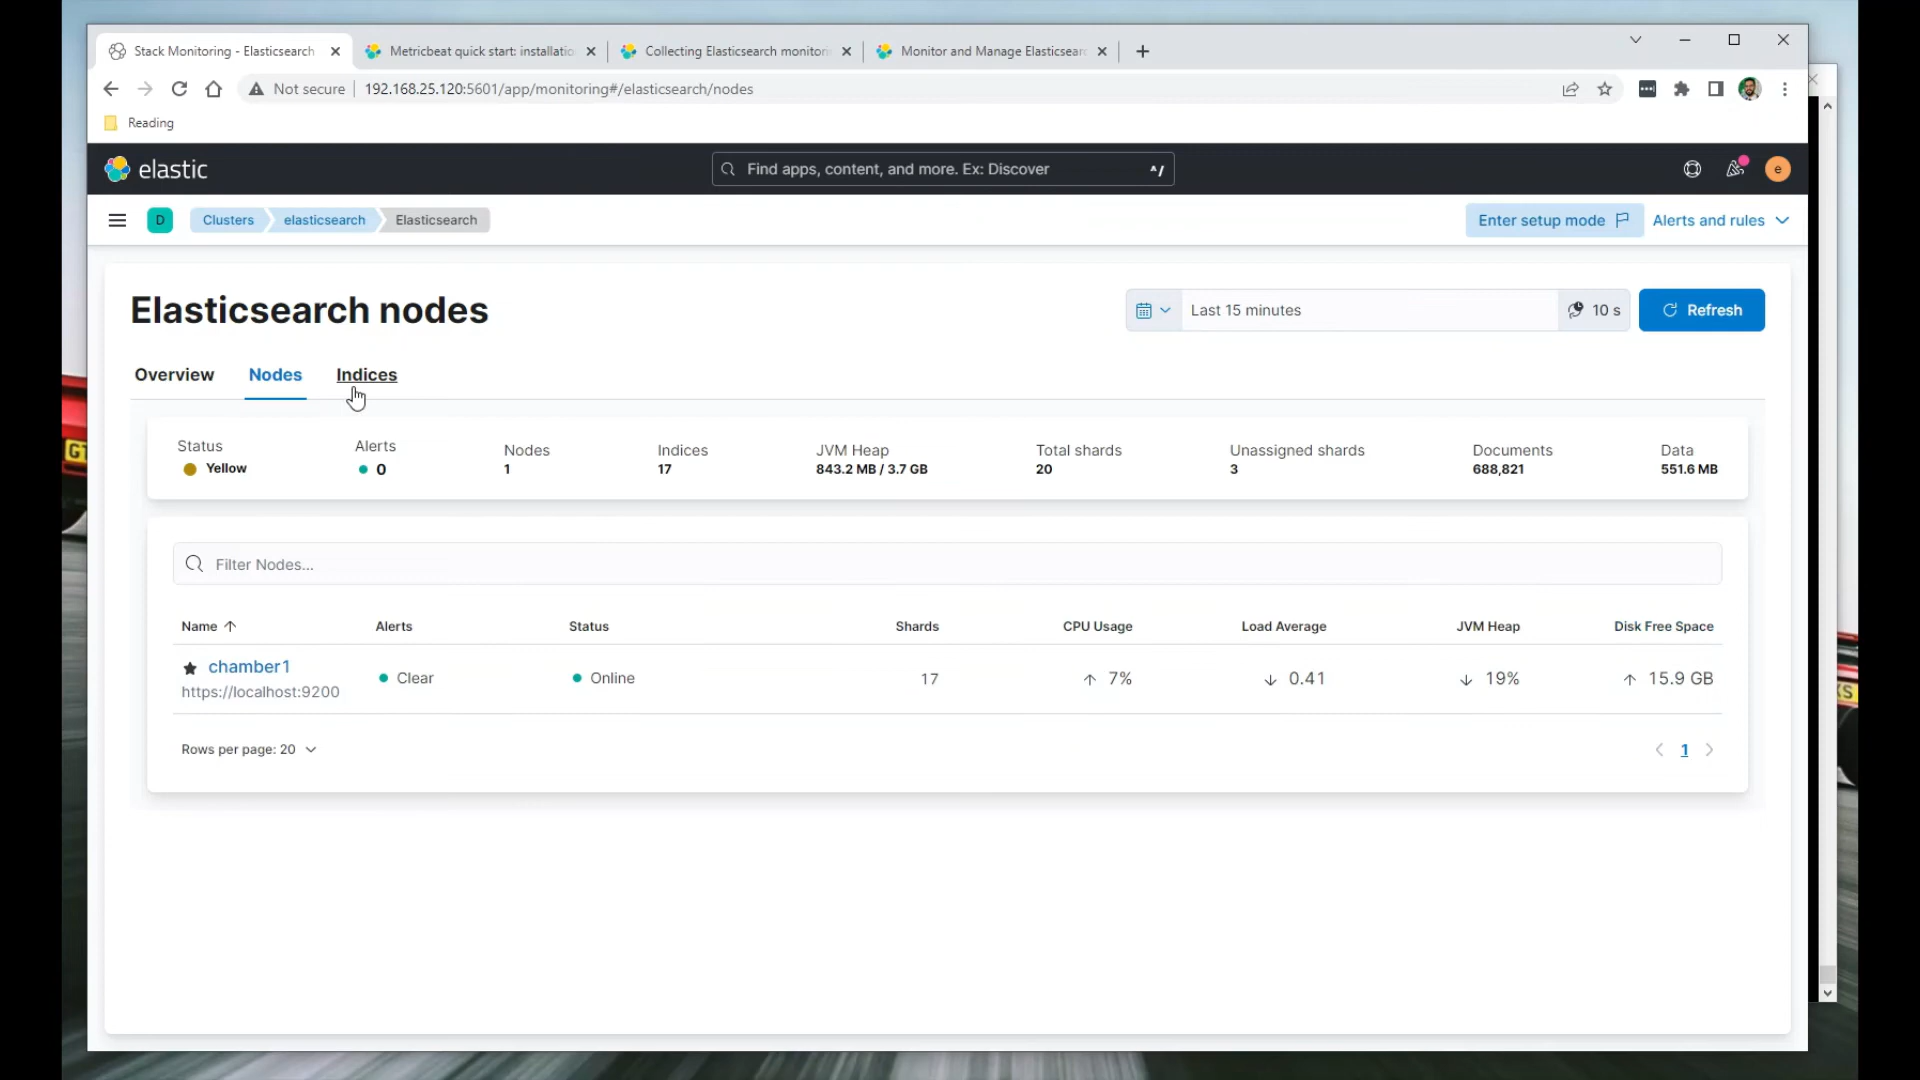 Stack Monitoring - Elasticsearch
Metricbeat quick start: installatio
Collecting Elasticsearch monitori
Monitor and Manage Elasticsear
Not secure
192.168.25.120:5601/app/monitoring#/elasticsearch/nodes
Reading
elastic
Find apps, content, and more. Ex: Discover
^/
e
D
Clusters
elasticsearch
Elasticsearch
Enter setup mode
Alerts and rules
Elasticsearch nodes
Last 15 minutes
10 s
Refresh
Overview
Nodes
Indices
Status
Yellow
Alerts
0
Nodes
1
Indices
17
JVM Heap
843.2 MB / 3.7 GB
Total shards
20
Unassigned shards
3
Documents
688,821
Data
551.6 MB
Filter Nodes...
Name
Alerts
Status
Shards
CPU Usage
Load Average
JVM Heap
Disk Free Space
chamber1
https://localhost:9200
Clear
Online
17
7%
0.41
19%
15.9 GB
Rows per page: 20
1